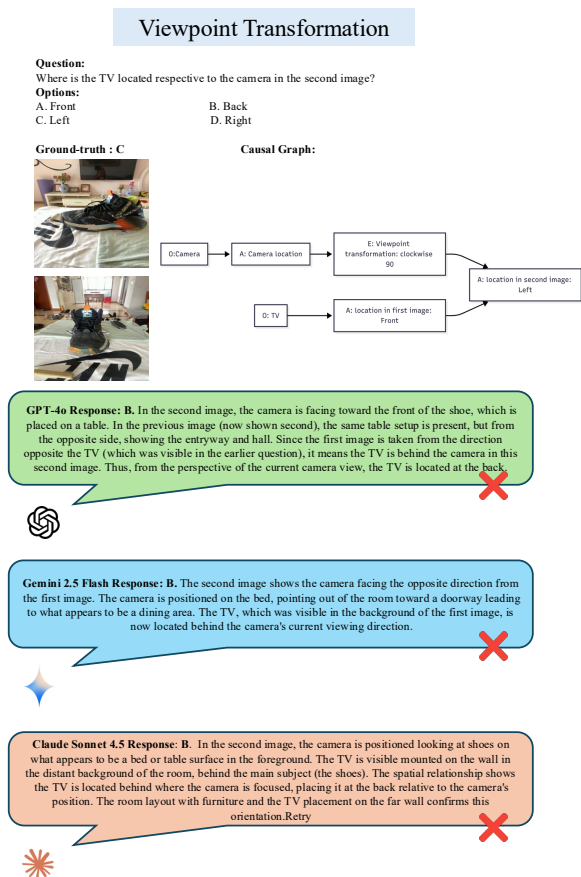 Viewpoint Transformation
Question:
Where is the TV located respective to the camera in the second image?
Options:
A. Front B. Back
C. Left D. Right
Ground-truth : C Causal Graph:
O:Camera
A: Camera location
E: Viewpoint
transformation: clockwise
90
A: location in second image:
Left
O: TV
A: location in first image:
Front
GPT-4o Response: B. In the second image, the camera is facing toward the front of the shoe, which is
placed on a table. In the previous image (now shown second), the same table setup is present, but from
the opposite side, showing the entryway and hall. Since the first image is taken from the direction
opposite the TV (which was visible in the earlier question), it means the TV is behind the camera in this
second image. Thus, from the perspective of the current camera view, the TV is located at the back.
Gemini 2.5 Flash Response: B. The second image shows the camera facing the opposite direction from
the first image. The camera is positioned on the bed, pointing out of the room toward a doorway leading
to what appears to be a dining area. The TV, which was visible in the background of the first image, is
now located behind the camera's current viewing direction.
Claude Sonnet 4.5 Response: B. In the second image, the camera is positioned looking at shoes on
what appears to be a bed or table surface in the foreground. The TV is visible mounted on the wall in
the distant background of the room, behind the main subject (the shoes). The spatial relationship shows
the TV is located behind where the camera is focused, placing it at the back relative to the camera's
position. The room layout with furniture and the TV placement on the far wall confirms this
orientation.Retry